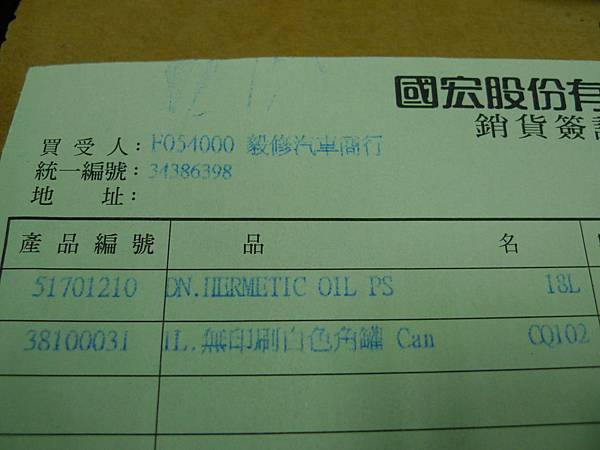 國宏股份有
銷貨簽
買受人：F054000 毅修汽車商行
統一編號：34386398
地址：
產品編號 品名
51701210 ON.HERMETIC OIL PS 18L
38100031 1L.無印刷白色角罐 Can CQ102